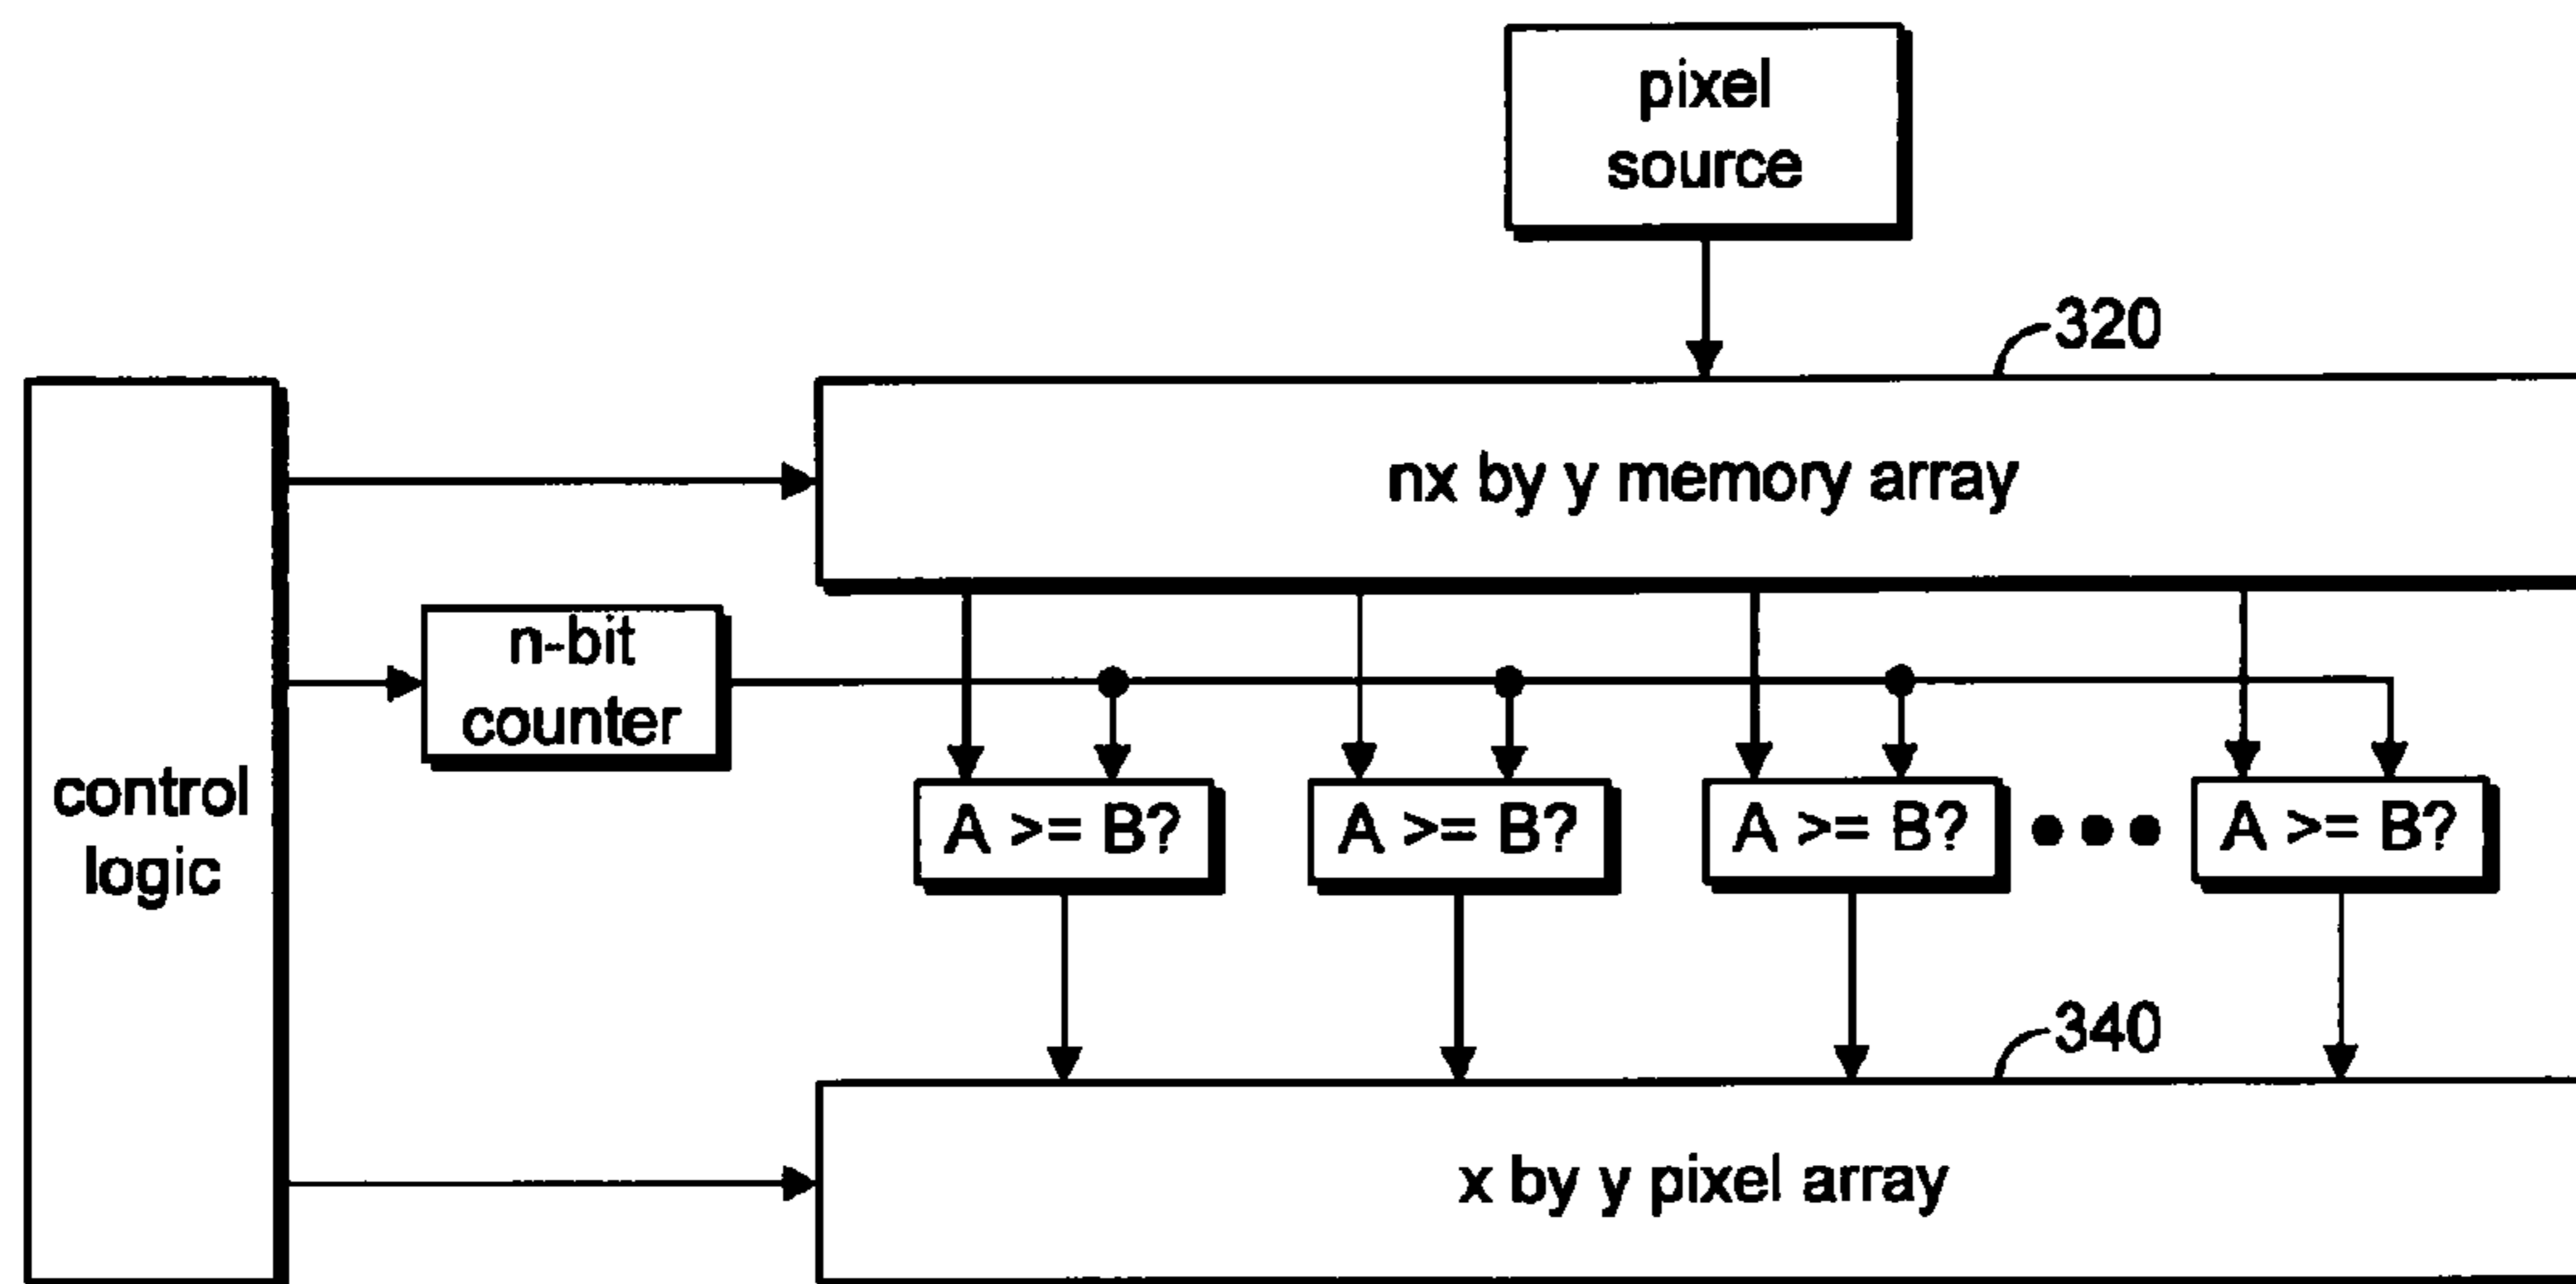 pixel
source
320
nx by y memory array
n-bit
counter
control
logic
A >= B?
A >= B?
A >= B?
A >= B?
340
x by y pixel array